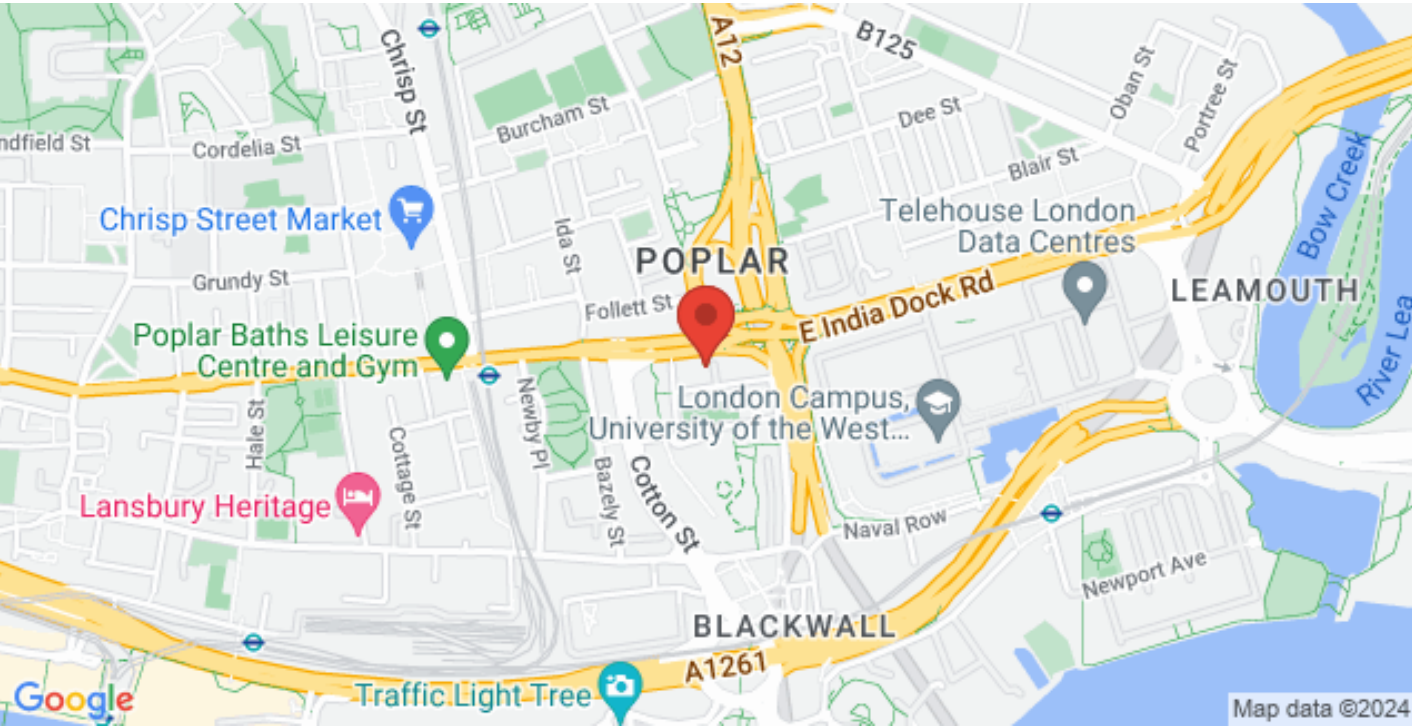 A12
B125
Chrisp St
Oban St
Portree St
Burcham St
Dee St
ndfield St
Cordelia St
Blair St
Bow Creek
Chrisp Street Market
Ida St
Telehouse London
Data Centres
POPLAR
Grundy St
Follett St
E India Dock Rd
LEAMOUTH
River Lea
Poplar Baths Leisure
Centre and Gym
London Campus,
University of the West...
Hale St
Newby Pl
Cottage St
Bazely St
Cotton St
Lansbury Heritage
Naval Row
Newport Ave
BLACKWALL
A1261
Traffic Light Tree
Google
Map data ©2024